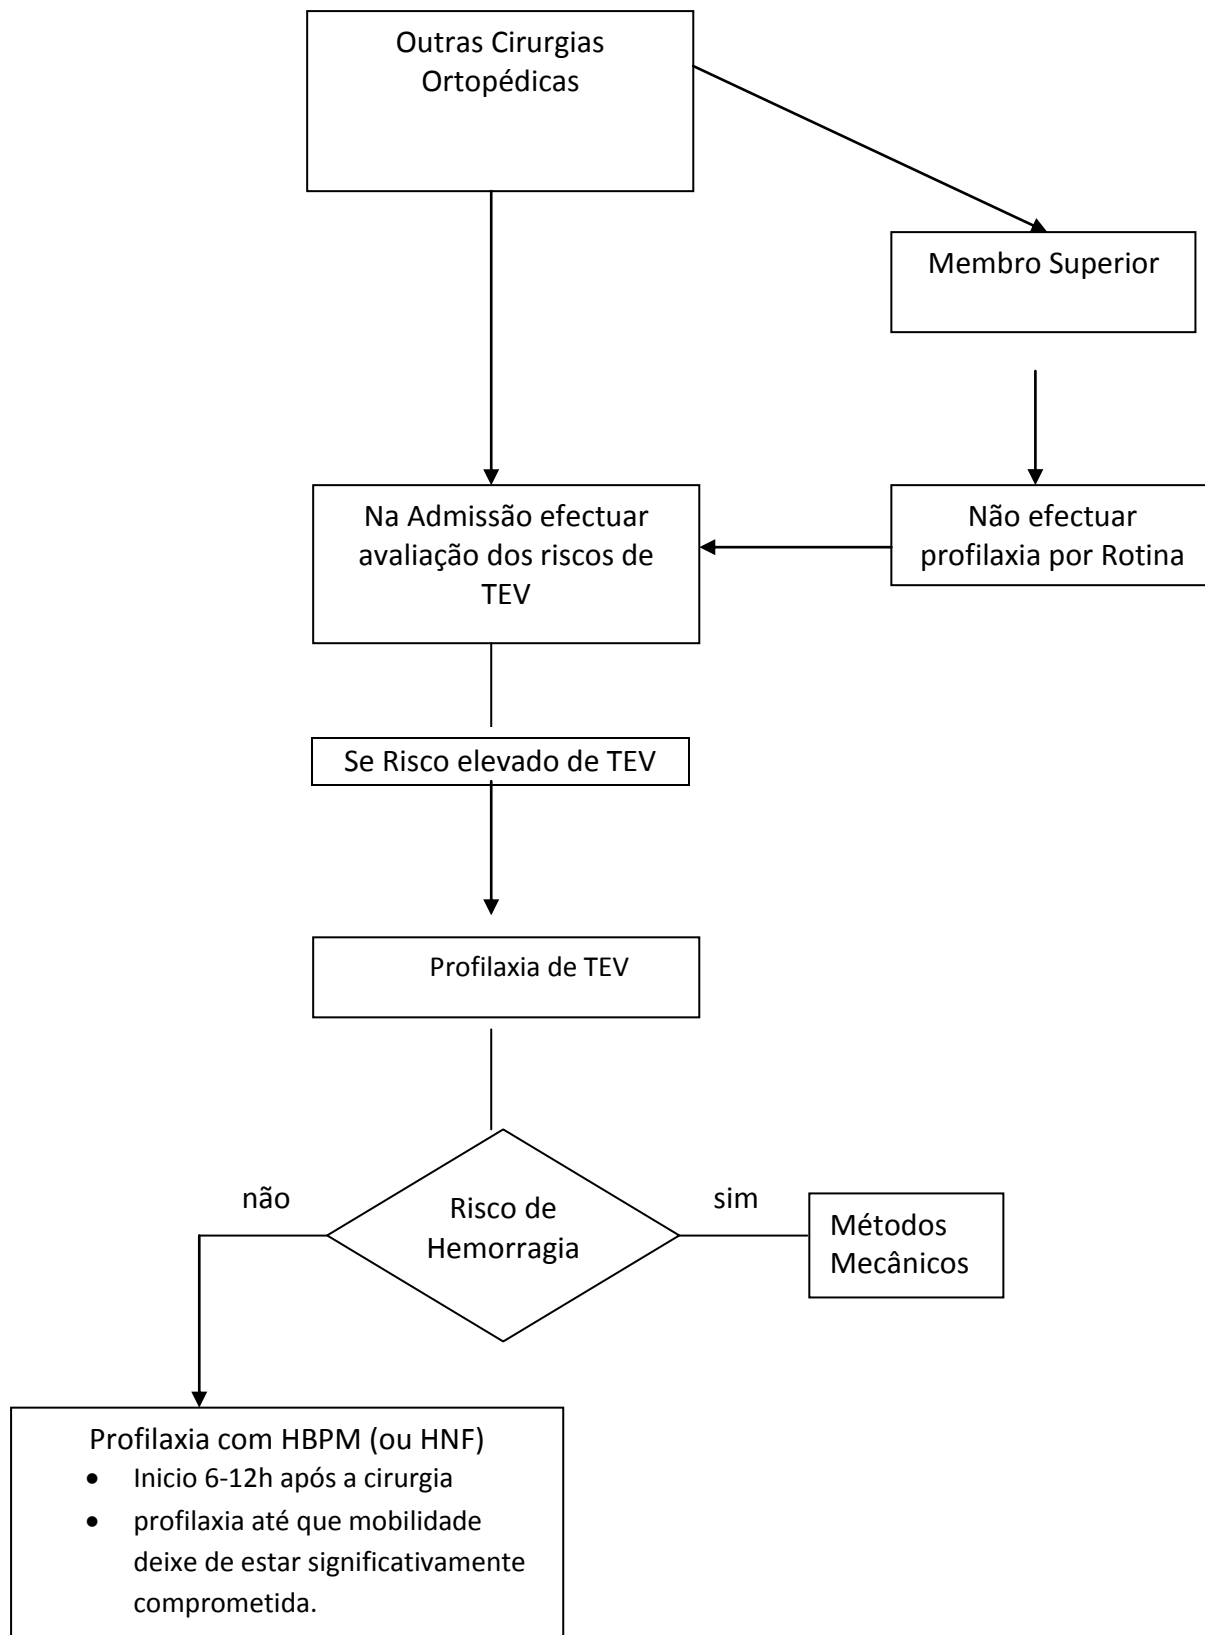 Outras Cirurgias
Ortopédicas
Membro Superior
Na Admissão efectuar
avaliação dos riscos de
TEV
Não efectuar
profilaxia por Rotina
Se Risco elevado de TEV
Profilaxia de TEV
não
Risco de
Hemorragia
sim
Métodos
Mecânicos
Profilaxia com HBPM (ou HNF)
• Inicio 6-12h após a cirurgia
• profilaxia até que mobilidade
deixe de estar significativamente
comprometida.